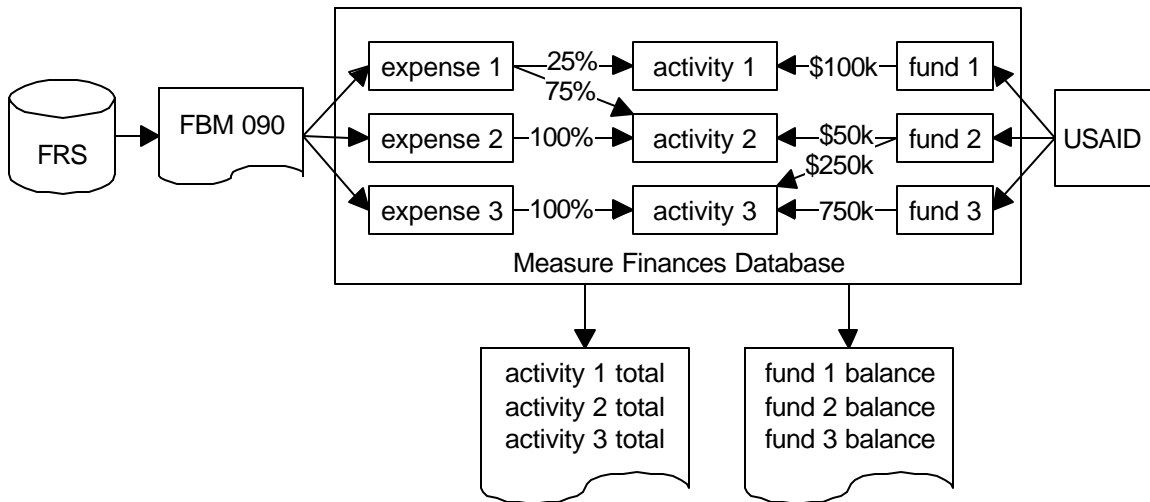 expense 1
25%
activity 1
$100k
fund 1
75%
FRS
FBM 090
expense 2
100%
activity 2
$50k
fund 2
USAID
$250k
expense 3
100%
activity 3
750k
fund 3
Measure Finances Database
activity 1 total
activity 2 total
activity 3 total
fund 1 balance
fund 2 balance
fund 3 balance